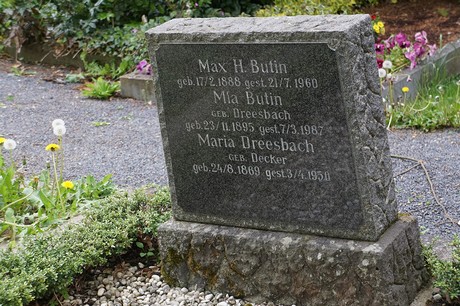 Max H. Butin
geb. 17/2. 1888 gest. 21/7. 1960
Mia Butin
GEB. Dreesbach
geb. 23/11. 1895 gest. 7/3. 1987
Maria Dreesbach
GEB. Decker
geb. 24/8. 1869 gest. 3/4. 1950